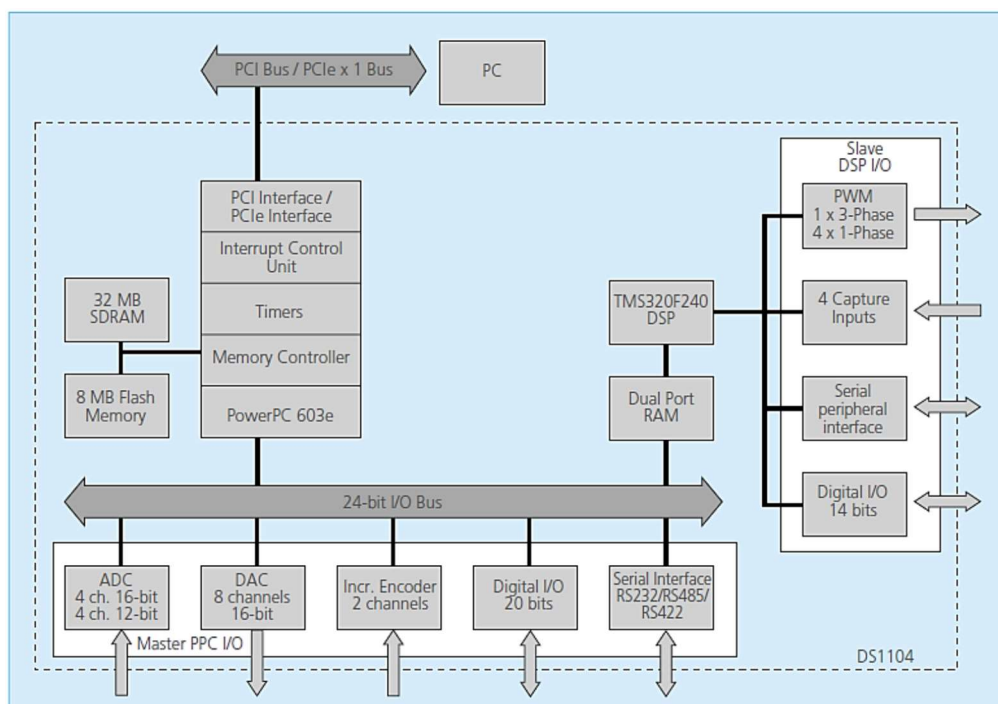 PCI Bus / PCIe x 1 Bus
PC
PCI Interface /
PCIe Interface
Interrupt Control
Unit
Timers
Memory Controller
PowerPC 603e
32 MB
SDRAM
8 MB Flash
Memory
TMS320F240
DSP
Dual Port
RAM
Slave
DSP I/O
PWM
1 x 3-Phase
4 x 1-Phase
4 Capture
Inputs
Serial
peripheral
interface
Digital I/O
14 bits
24-bit I/O Bus
ADC
4 ch. 16-bit
4 ch. 12-bit
DAC
8 channels
16-bit
Incr. Encoder
2 channels
Digital I/O
20 bits
Serial Interface
RS232/RS485/
RS422
Master PPC I/O
DS1104